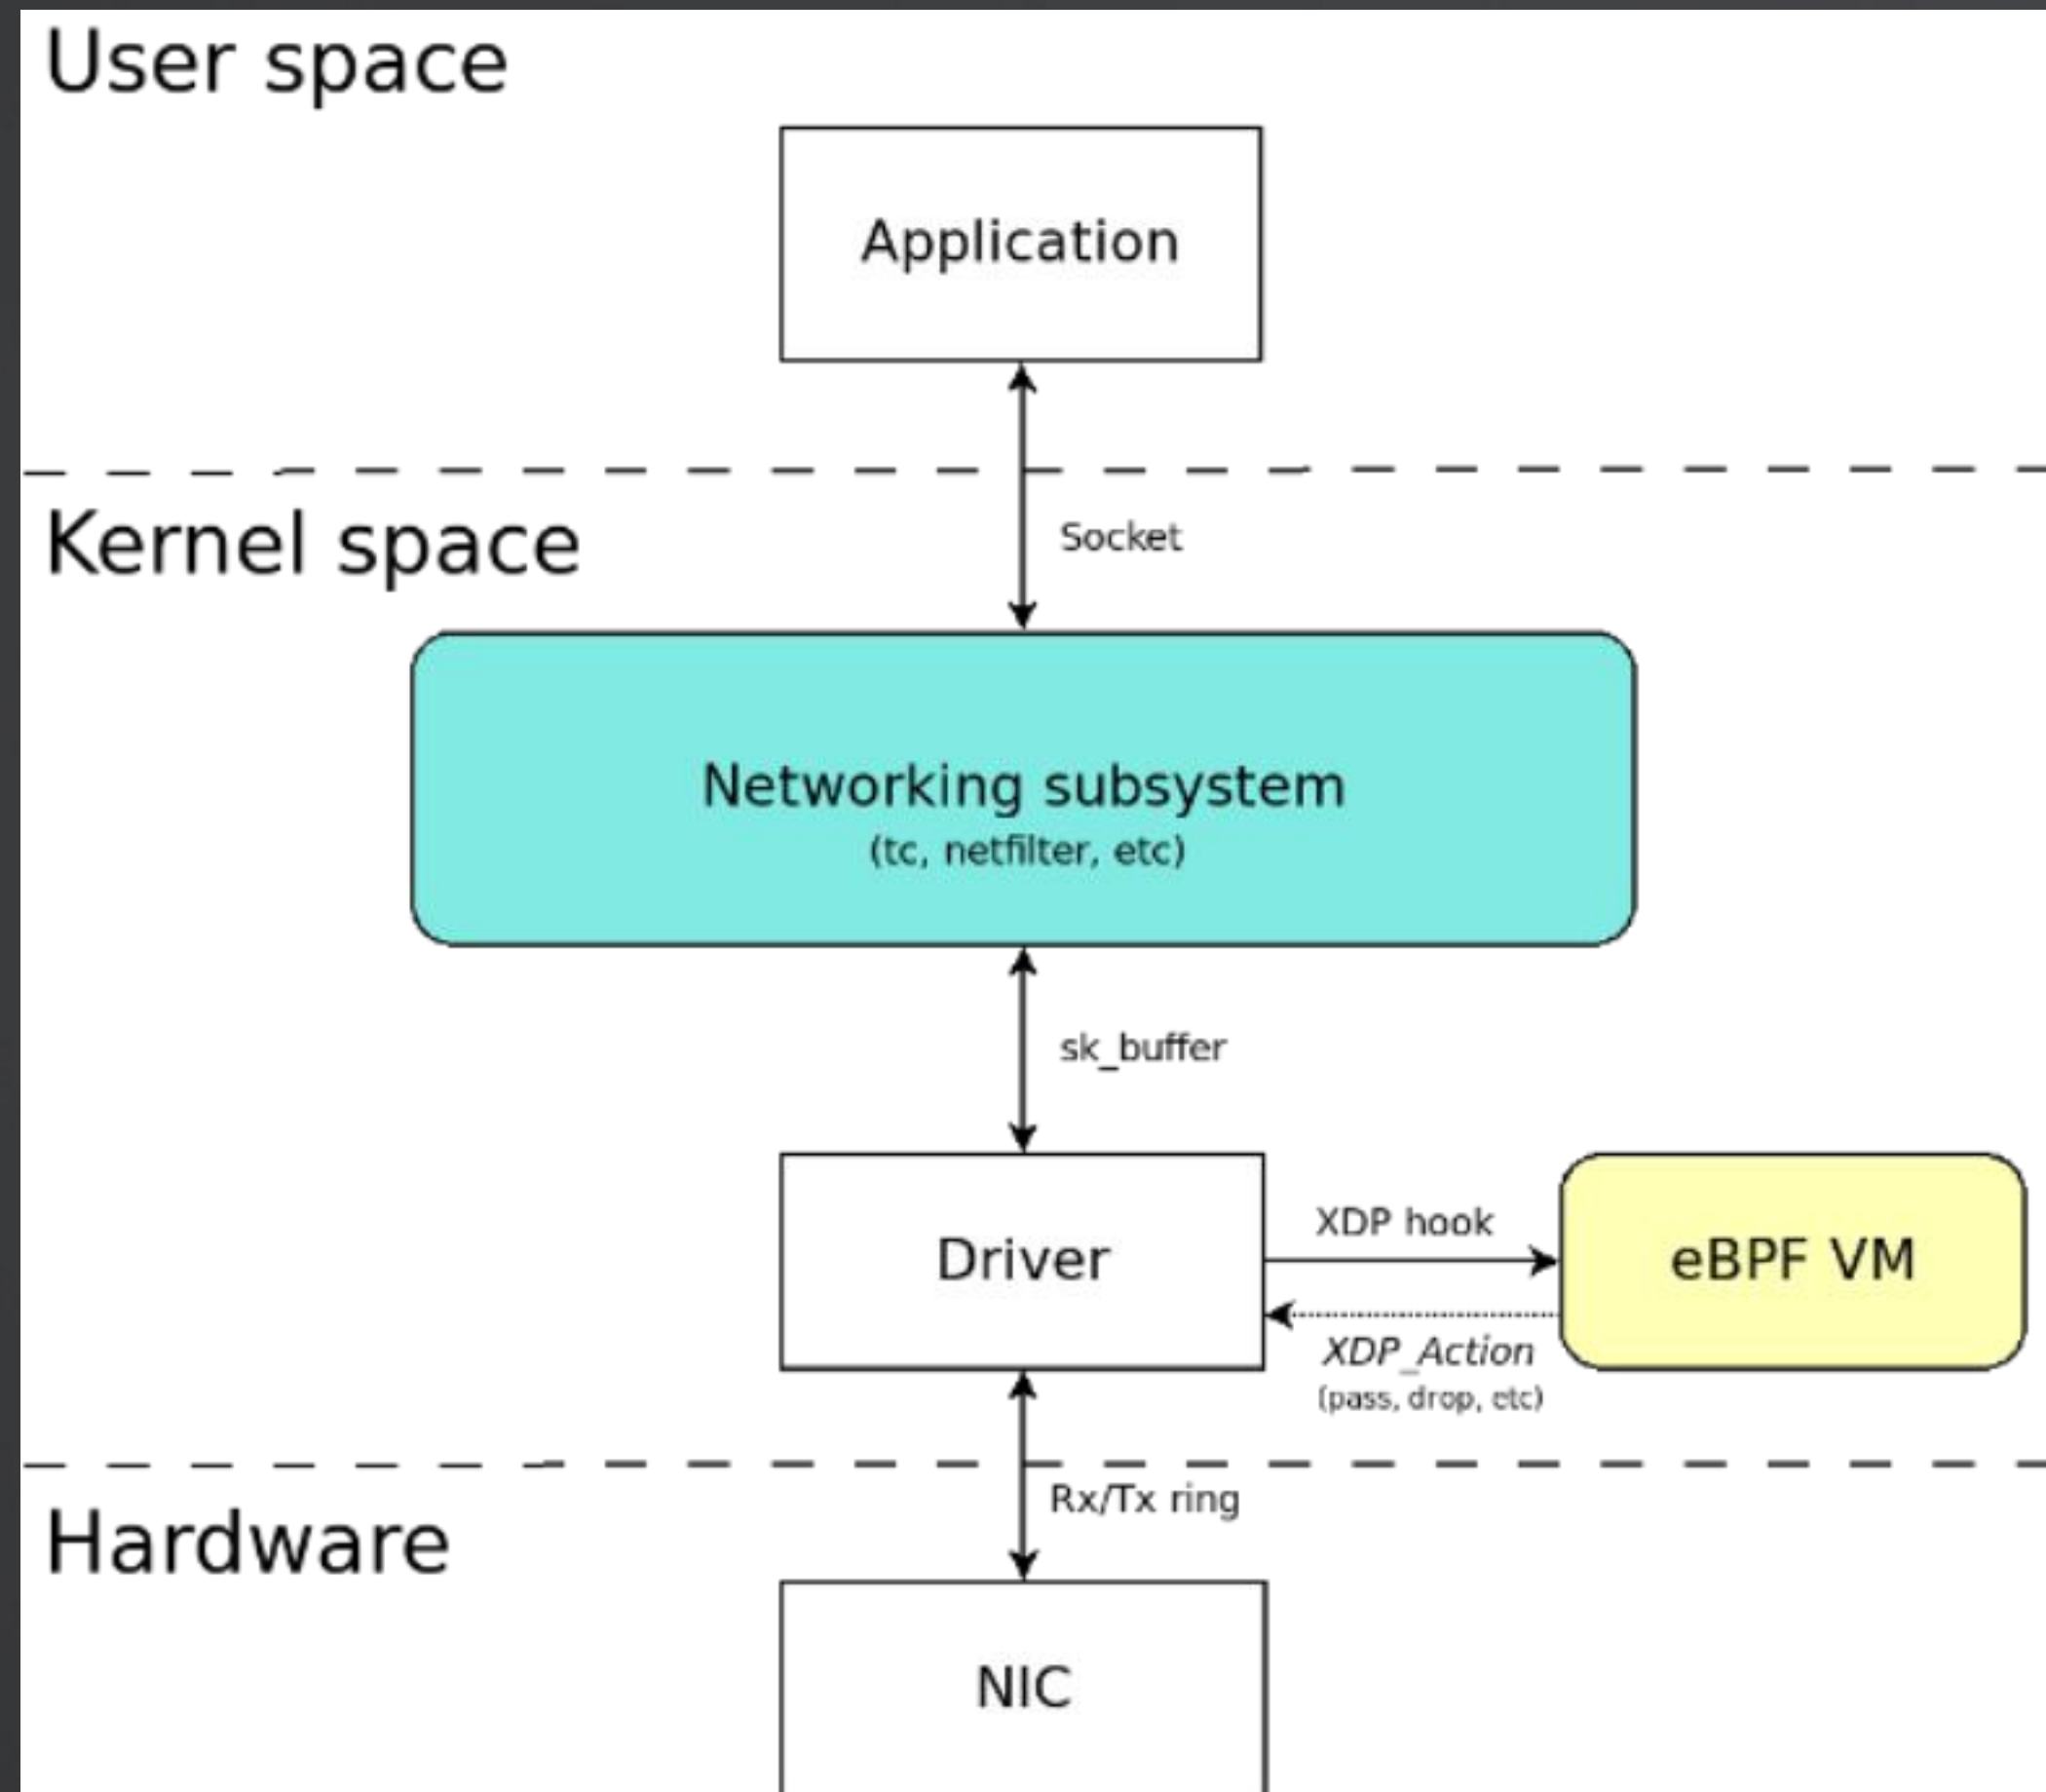 User space
Application
Kernel space
Socket
Networking subsystem
(tc, netfilter, etc)
sk_buffer
Driver
XDP hook
eBPF VM
XDP_Action
(pass, drop, etc)
Rx/Tx ring
Hardware
NIC